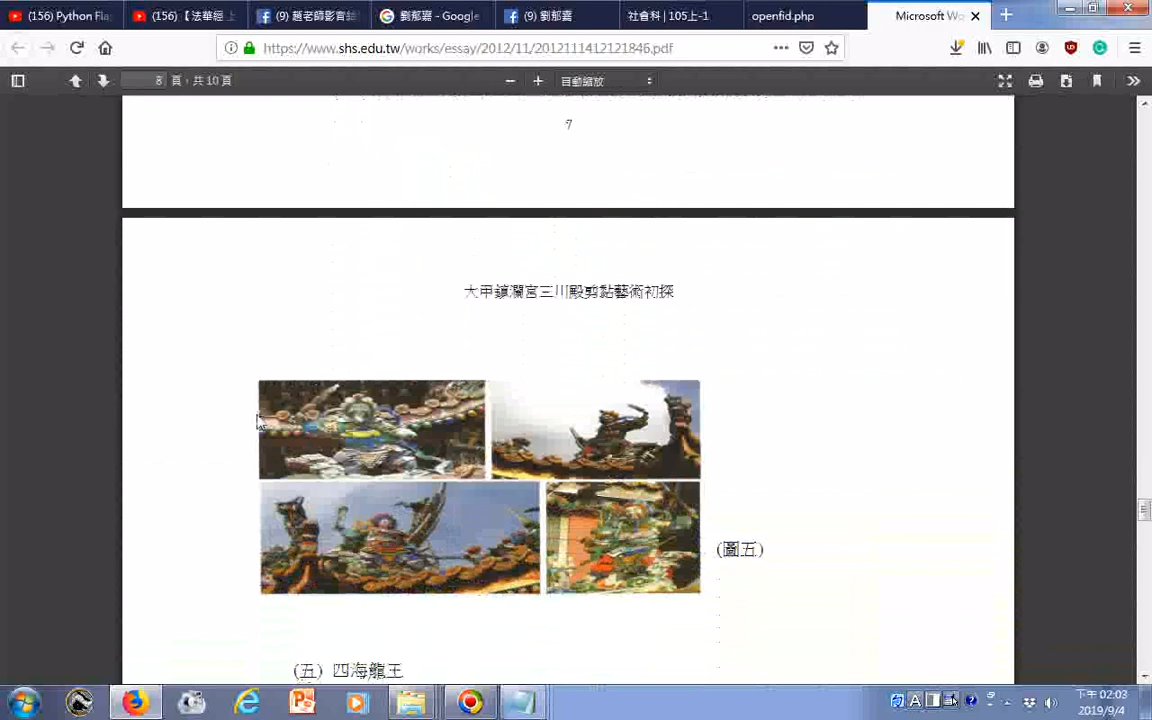 (156) Python Fla
(156)【 法華經 上
(9) 趙老師影音
劉郁嘉 - Google
(9) 劉郁嘉
社會科 | 105上-1
openfid.php
Microsoft Wo
https://www.shs.edu.tw/works/essay/2012/11/2012111412121846.pdf
8 頁，共 10 頁
自動縮放
7
大甲鎮瀾宮三川殿剪黏藝術初探
(圖五)
(五) 四海龍王
A
下午 02:03
2019/9/4